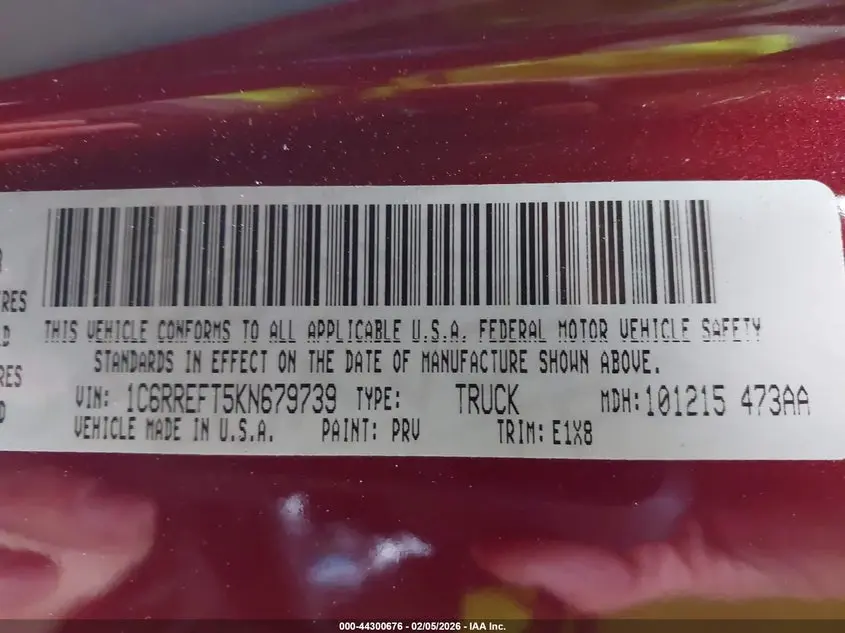 RES
D
RES
D
THIS VEHICLE CONFORMS TO ALL APPLICABLE U.S.A. FEDERAL MOTOR VEHICLE SAFETY
STANDARDS IN EFFECT ON THE DATE OF MANUFACTURE SHOWN ABOVE.
VIN: 1C6RREFT5KN679739 TYPE: TRUCK MDH: 101215 473AA
VEHICLE MADE IN U.S.A. PAINT: PRV TRIM: E1X8
000-44300676 - 02/05/2026 - IAA Inc.